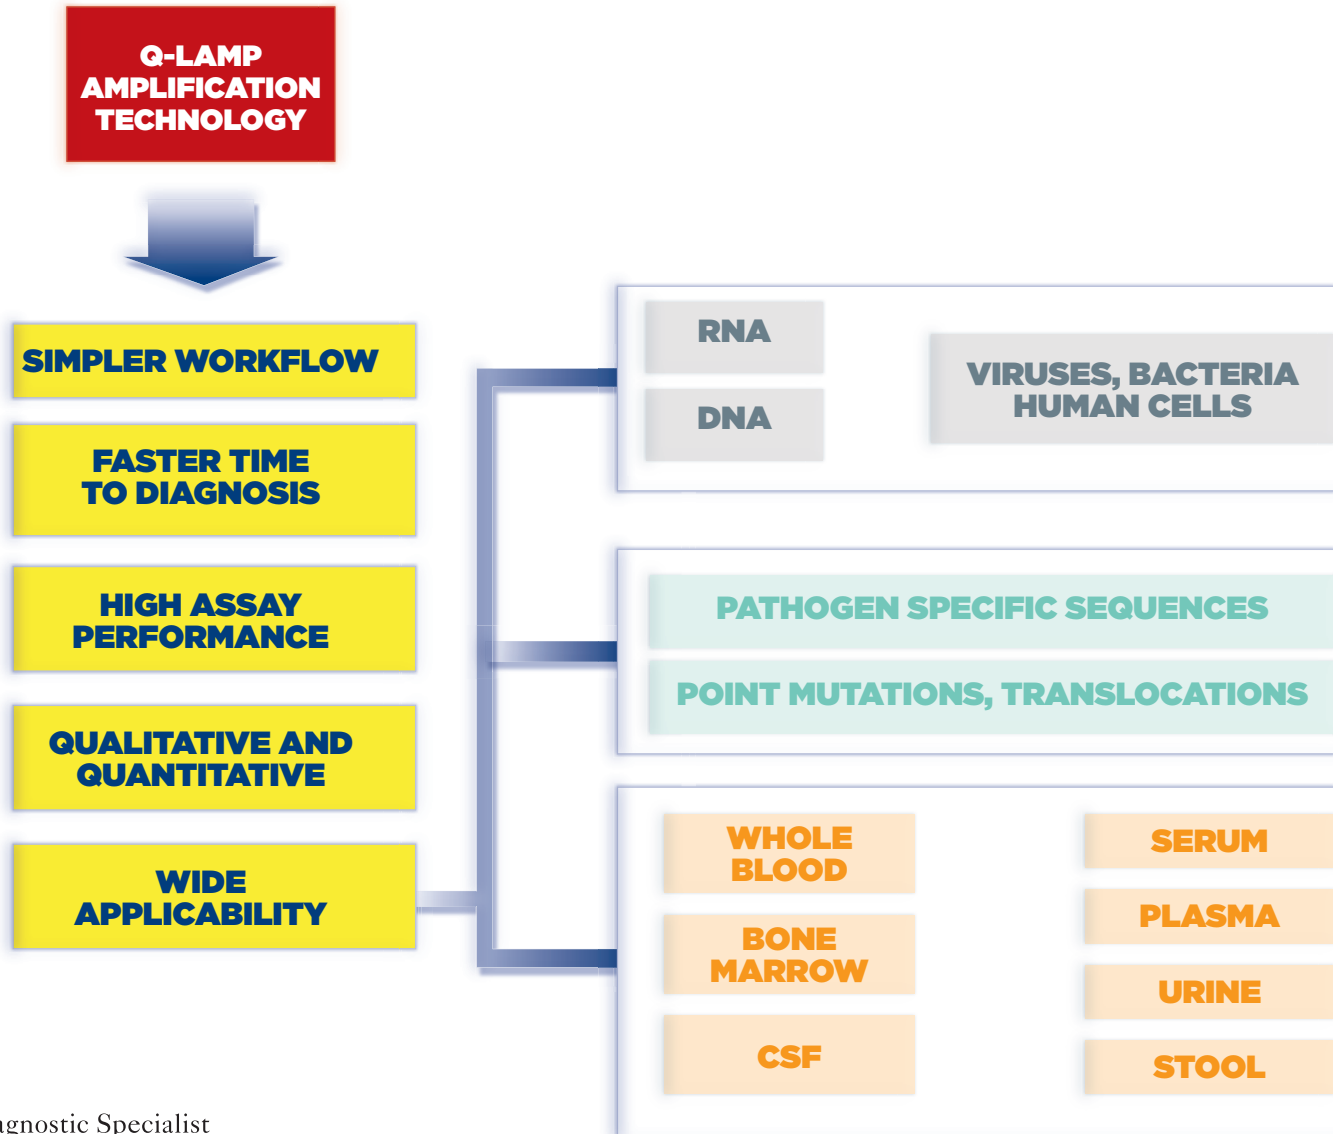 Q-LAMP
AMPLIFICATION
TECHNOLOGY
SIMPLER WORKFLOW
FASTER TIME
TO DIAGNOSIS
HIGH ASSAY
PERFORMANCE
QUALITATIVE AND
QUANTITATIVE
WIDE
APPLICABILITY
RNA
DNA
VIRUSES, BACTERIA
HUMAN CELLS
PATHOGEN SPECIFIC SEQUENCES
POINT MUTATIONS, TRANSLOCATIONS
WHOLE
BLOOD
BONE
MARROW
CSF
SERUM
PLASMA
URINE
STOOL
Specialist